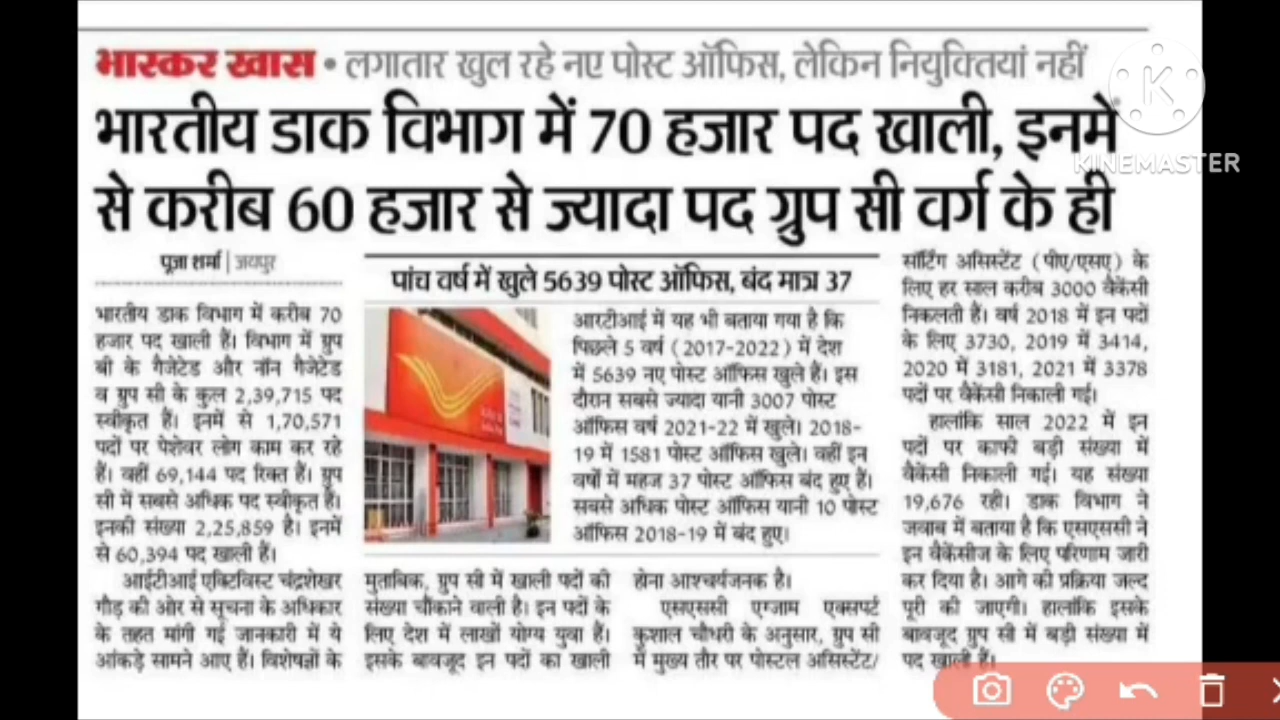 भास्कर खास • लगातार खुल रहे नए पोस्ट ऑफिस, लेकिन नियुक्तियां नहीं
भारतीय डाक विभाग में 70 हजार पद खाली, इनमें
से करीब 60 हजार से ज्यादा पद ग्रुप सी वर्ग के ही
पूजा शर्मा | जयपुर
भारतीय डाक विभाग में करीब 70
हजार पद खाली हैं। विभाग में ग्रुप
बी के गैजेटेड और नॉन गैजेटेड
व ग्रुप सी के कुल 2,39,715 पद
स्वीकृत हैं। इनमें से 1,70,571
पदों पर पेशेवर लोग काम कर रहे
हैं। वहीं 69,144 पद रिक्त हैं। ग्रुप
सी में सबसे अधिक पद स्वीकृत हैं।
इनकी संख्या 2,25,859 है। इनमें
से 60,394 पद खाली हैं।
आईटीआई एक्टिविस्ट चंद्रशेखर
गौड़ की ओर से सूचना के अधिकार
के तहत मांगी गई जानकारी में ये
आंकड़े सामने आए हैं। विशेषज्ञों के
पांच वर्ष में खुले 5639 पोस्ट ऑफिस, बंद मात्र 37
आरटीआई में यह भी बताया गया है कि
पिछले 5 वर्ष (2017-2022) में देश
में 5639 नए पोस्ट ऑफिस खुले हैं। इस
दौरान सबसे ज्यादा यानी 3007 पोस्ट
ऑफिस वर्ष 2021-22 में खुले। 2018-
19 में 1581 पोस्ट ऑफिस खुले। वहीं इन
वर्षों में महज 37 पोस्ट ऑफिस बंद हुए हैं।
सबसे अधिक पोस्ट ऑफिस यानी 10 पोस्ट
ऑफिस 2018-19 में बंद हुए।
मुताबिक, ग्रुप सी में खाली पदों की
संख्या चौंकाने वाली है। इन पदों के
लिए देश में लाखों योग्य युवा हैं।
इसके बावजूद इन पदों का खाली
होना आश्चर्यजनक है।
एसएससी एग्जाम एक्सपर्ट
कुशाल चौधरी के अनुसार, ग्रुप सी
में मुख्य तौर पर पोस्टल असिस्टेंट/
सॉर्टिंग असिस्टेंट (पीए/एसए) के
लिए हर साल करीब 3000 वैकेंसी
निकलती हैं। वर्ष 2018 में इन पदों
के लिए 3730, 2019 में 3414,
2020 में 3181, 2021 में 3378
पदों पर वैकेंसी निकाली गई।
हालांकि साल 2022 में इन
पदों पर काफी बड़ी संख्या में
वैकेंसी निकाली गई। यह संख्या
19,676 रही। डाक विभाग ने
जवाब में बताया है कि एसएससी ने
इन वैकेंसीज के लिए परिणाम जारी
कर दिया है। आगे की प्रक्रिया जल्द
पूरी की जाएगी। हालांकि इसके
बावजूद ग्रुप सी में बड़ी संख्या में
पद खाली हैं।
K
KINEMASTER